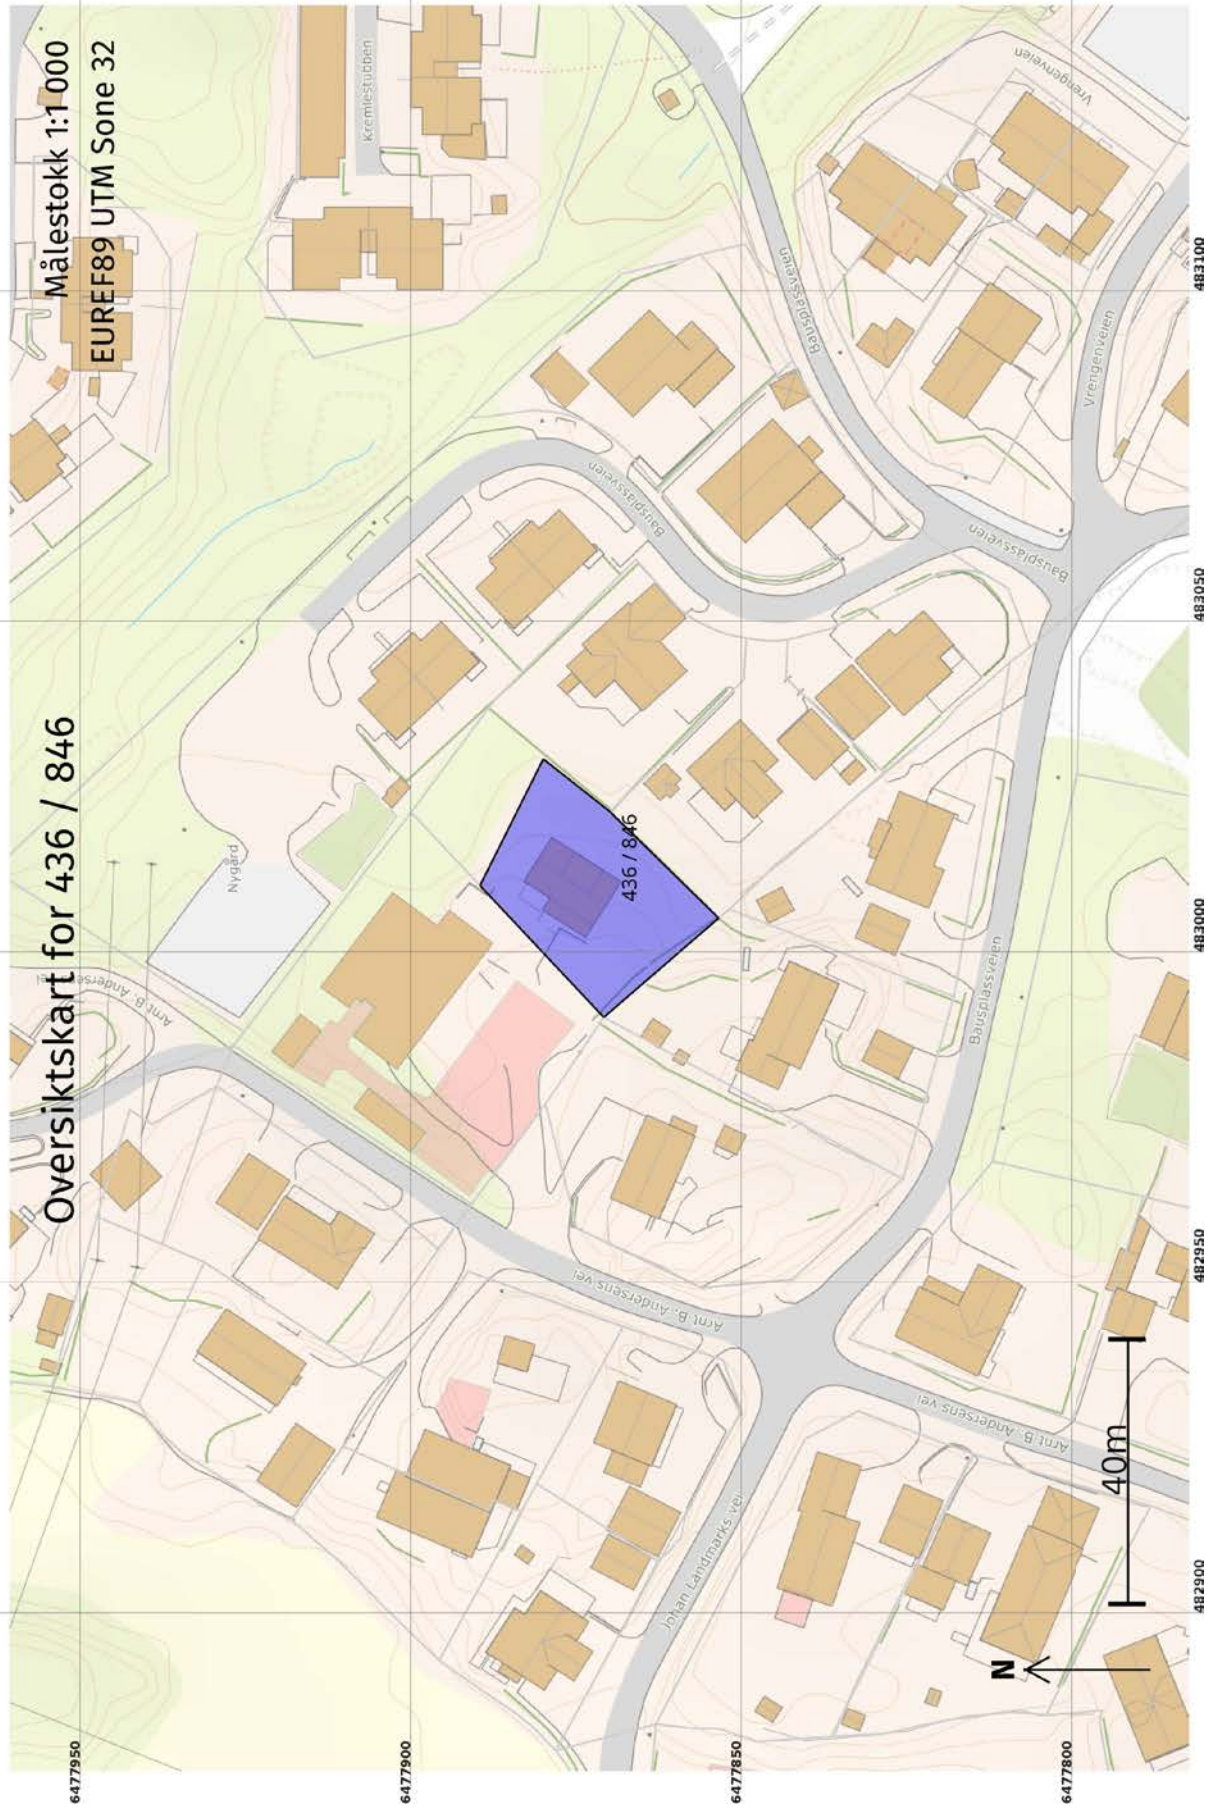 Oversiktskart for 436 / 846
Målestokk 1:1 000
EUREF89 UTM Sone 32
Kremlestubben
Vrengenveien
Bausplassveien
Bausplassveien
Vrengenveien
Bausplassveien
Bausplassveien
Nygård
Arnt B. Andersens vei
436 / 846
Arnt B. Andersens vei
Arnt B. Andersens vei
Johan Landmarks vei
40m
N
6477950
6477900
6477850
6477800
482900
482950
483000
483050
483100